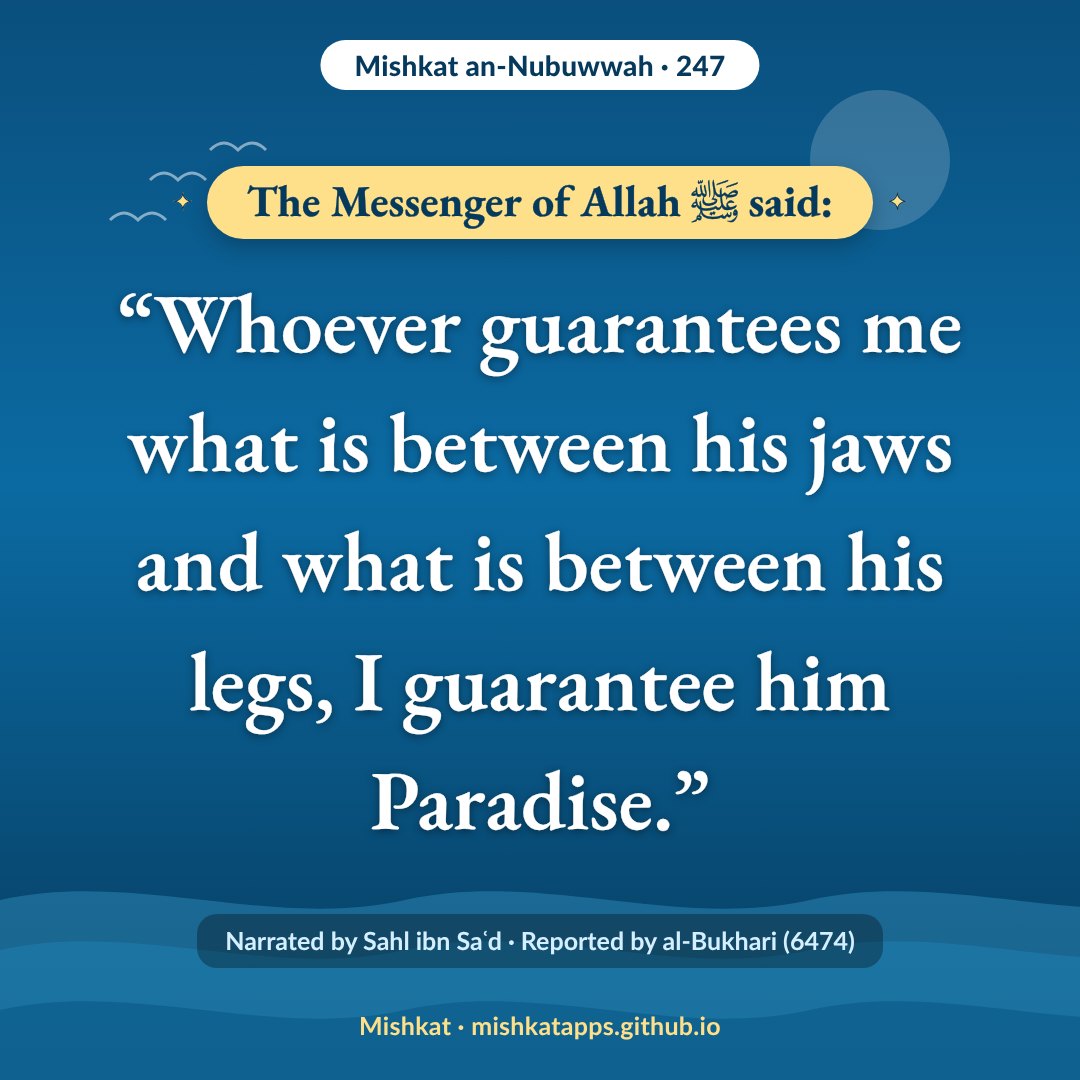 Mishkat an-Nubuwwah · 247
The Messenger of Allah ﷺ said:
“Whoever guarantees me
what is between his jaws
and what is between his
legs, I guarantee him
Paradise.”
Narrated by Sahl ibn Saʿd · Reported by al-Bukhari (6474)
Mishkat · mishkatapps.github.io